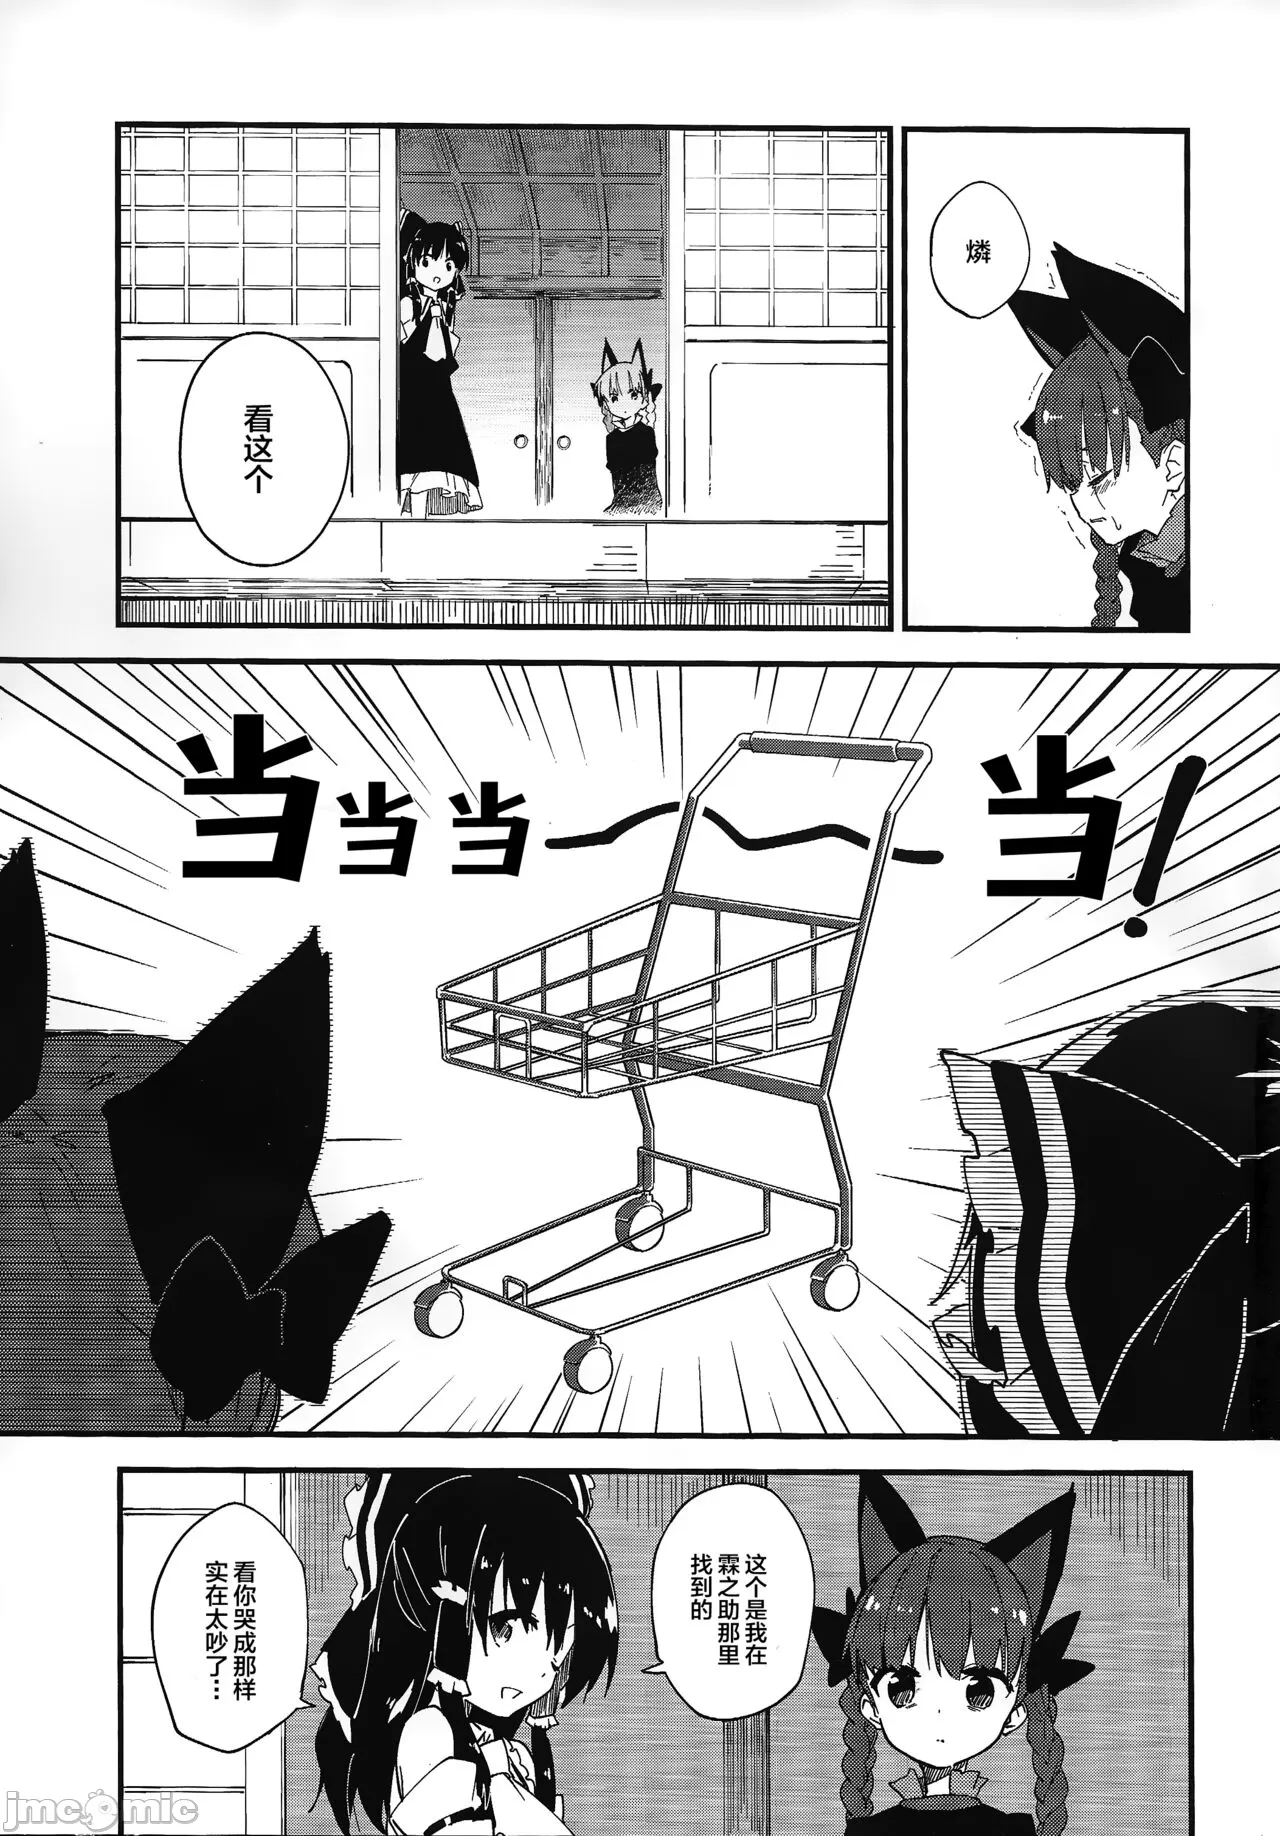 燐
看这个
当当当
当！
这个是我在
霖之助那里
找到的
看你哭成那样
实在太吵了…
jmcomic